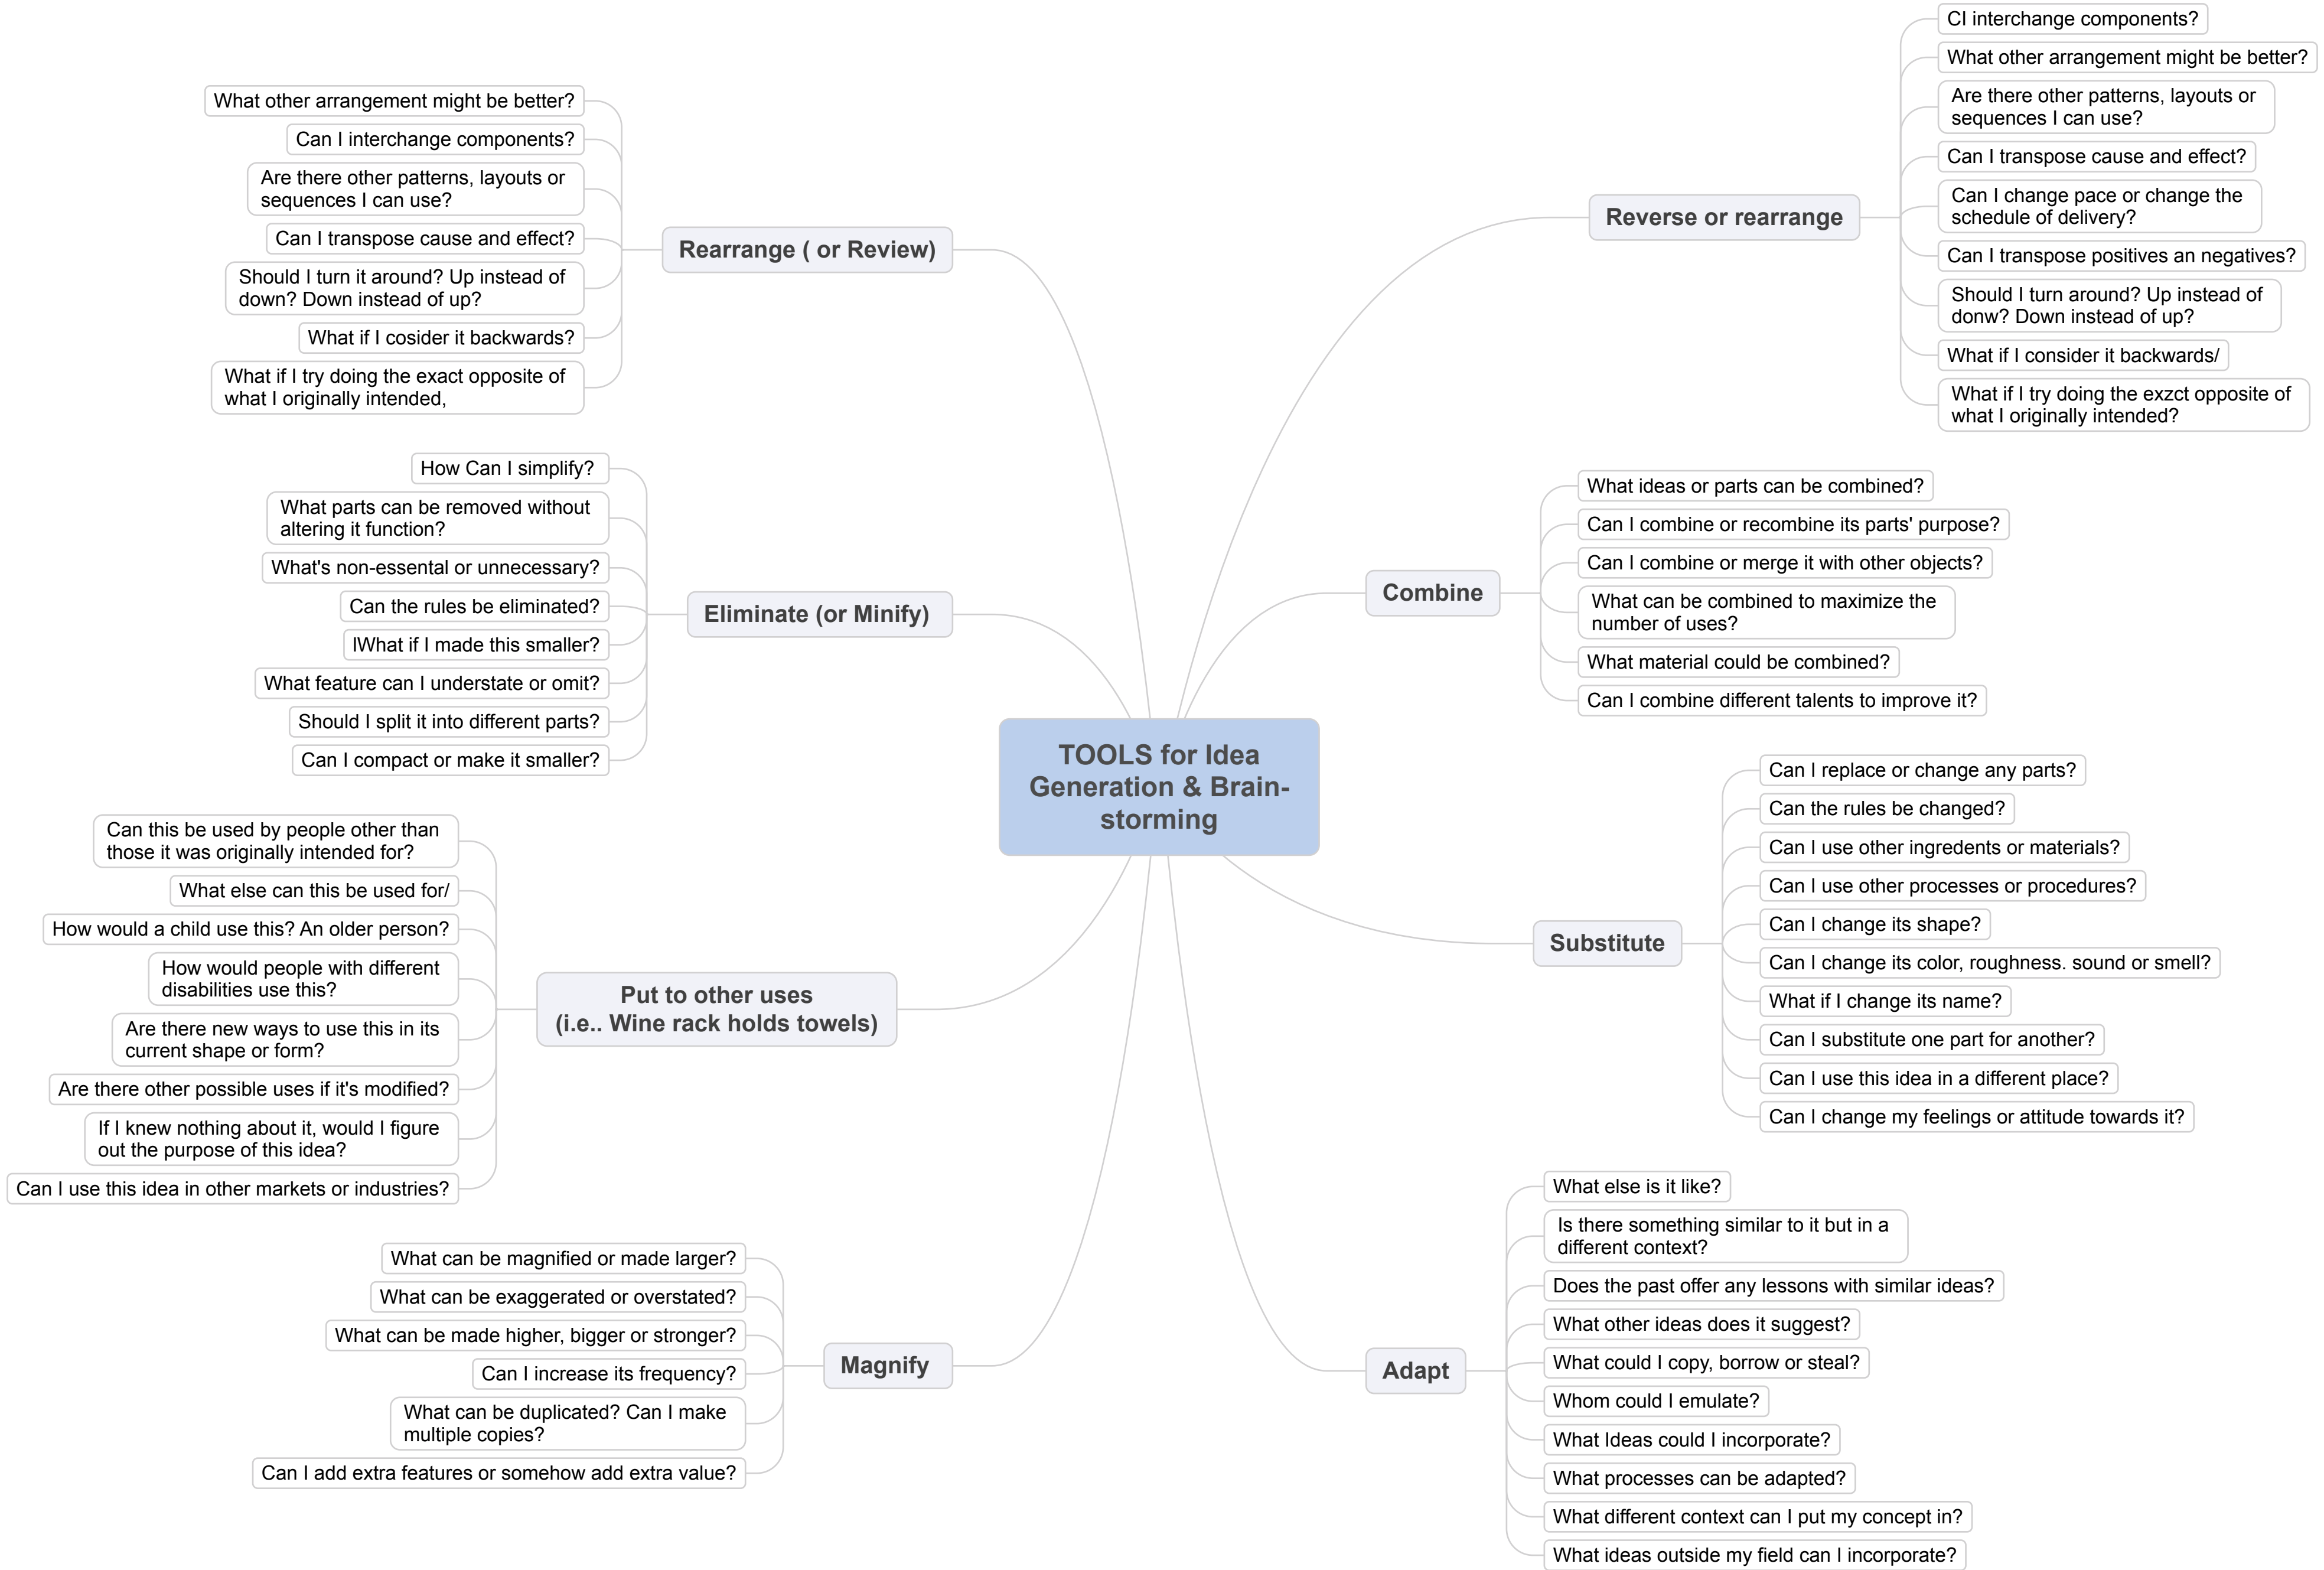 TOOLS for Idea
Generation & Brain-
storming
Reverse or rearrange
CI interchange components?
What other arrangement might be better?
Are there other patterns, layouts or
sequences I can use?
Can I transpose cause and effect?
Can I change pace or change the
schedule of delivery?
Can I transpose positives an negatives?
Should I turn around? Up instead of
donw? Down instead of up?
What if I consider it backwards/
What if I try doing the exzct opposite of
what I originally intended?
Combine
What ideas or parts can be combined?
Can I combine or recombine its parts' purpose?
Can I combine or merge it with other objects?
What can be combined to maximize the
number of uses?
What material could be combined?
Can I combine different talents to improve it?
Substitute
Can I replace or change any parts?
Can the rules be changed?
Can I use other ingredents or materials?
Can I use other processes or procedures?
Can I change its shape?
Can I change its color, roughness. sound or smell?
What if I change its name?
Can I substitute one part for another?
Can I use this idea in a different place?
Can I change my feelings or attitude towards it?
Adapt
What else is it like?
Is there something similar to it but in a
different context?
Does the past offer any lessons with similar ideas?
What other ideas does it suggest?
What could I copy, borrow or steal?
Whom could I emulate?
What Ideas could I incorporate?
What processes can be adapted?
What different context can I put my concept in?
What ideas outside my field can I incorporate?
Rearrange ( or Review)
What other arrangement might be better?
Can I interchange components?
Are there other patterns, layouts or
sequences I can use?
Can I transpose cause and effect?
Should I turn it around? Up instead of
down? Down instead of up?
What if I cosider it backwards?
What if I try doing the exact opposite of
what I originally intended,
Eliminate (or Minify)
How Can I simplify?
What parts can be removed without
altering it function?
What's non-essental or unnecessary?
Can the rules be eliminated?
IWhat if I made this smaller?
What feature can I understate or omit?
Should I split it into different parts?
Can I compact or make it smaller?
Put to other uses
(i.e.. Wine rack holds towels)
Can this be used by people other than
those it was originally intended for?
What else can this be used for/
How would a child use this? An older person?
How would people with different
disabilities use this?
Are there new ways to use this in its
current shape or form?
Are there other possible uses if it's modified?
If I knew nothing about it, would I figure
out the purpose of this idea?
Can I use this idea in other markets or industries?
Magnify
What can be magnified or made larger?
What can be exaggerated or overstated?
What can be made higher, bigger or stronger?
Can I increase its frequency?
What can be duplicated? Can I make
multiple copies?
Can I add extra features or somehow add extra value?